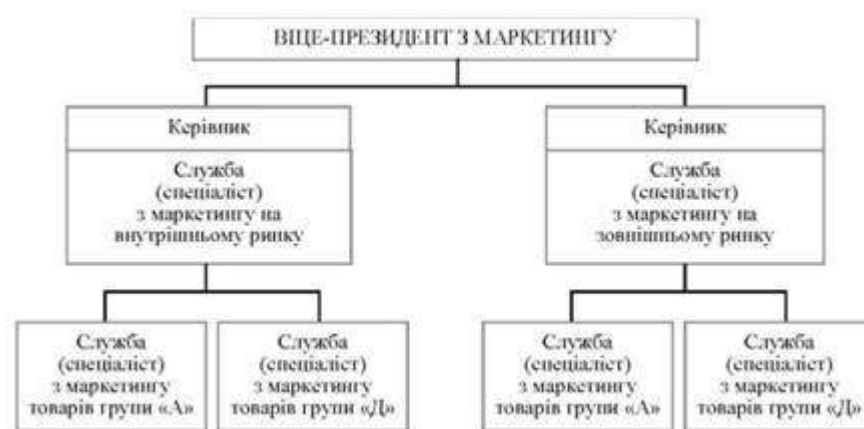 ВІЦЕ-ПРЕЗИДЕНТ З МАРКЕТИНГУ
Керівник
Служба
(спеціаліст)
з маркетингу на
внутрішньому ринку
Керівник
Служба
(спеціаліст)
з маркетингу на
зовнішньому ринку
Служба
(спеціаліст)
з маркетингу
товарів групи «А»
Служба
(спеціаліст)
з маркетингу
товарів групи «Д»
Служба
(спеціаліст)
з маркетингу
товарів групи «А»
Служба
(спеціаліст)
з маркетингу
товарів групи «Д»